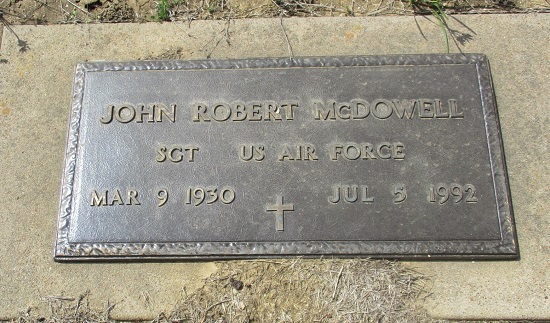 JOHN ROBERT McDOWELL
SGT US AIR FORCE
MAR 9 1930 JUL 5 1992